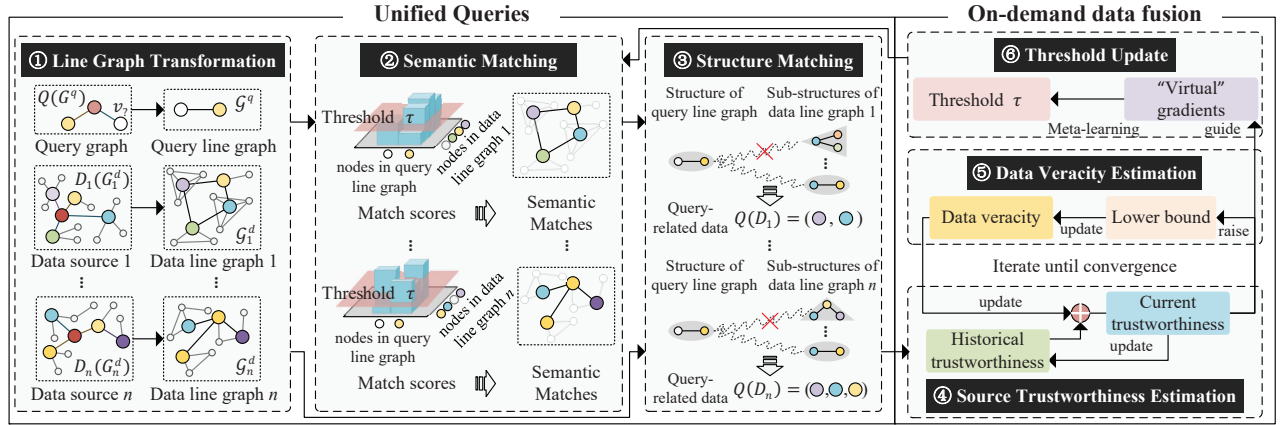 Unified Queries
① Line Graph Transformation
Q(G^q)
v_?
𝒢^q
Query graph
Query line graph
D_1(G_1^d)
𝒢_1^d
Data source 1
Data line graph 1
⋮
⋮
D_n(G_n^d)
𝒢_n^d
Data source n
Data line graph n
② Semantic Matching
Threshold τ
nodes in query
line graph
nodes in data
line graph 1
Match scores
Semantic
Matches
⋮
⋮
Threshold τ
nodes in query
line graph
nodes in data
line graph n
Match scores
Semantic
Matches
③ Structure Matching
Structure of
query line graph
Sub-structures of
data line graph 1
⋮
Query-
related data
Q(D_1) = ( , )
⋮
Structure of
query line graph
Sub-structures of
data line graph n
⋮
Query-
related data
Q(D_n) = ( , , )
On-demand data fusion
⑥ Threshold Update
Threshold τ
“Virtual”
gradients
Meta-learning
guide
⑤ Data Veracity Estimation
Data veracity
Lower bound
update
raise
Iterate until convergence
update
Current
trustworthiness
Historical
trustworthiness
update
④ Source Trustworthiness Estimation